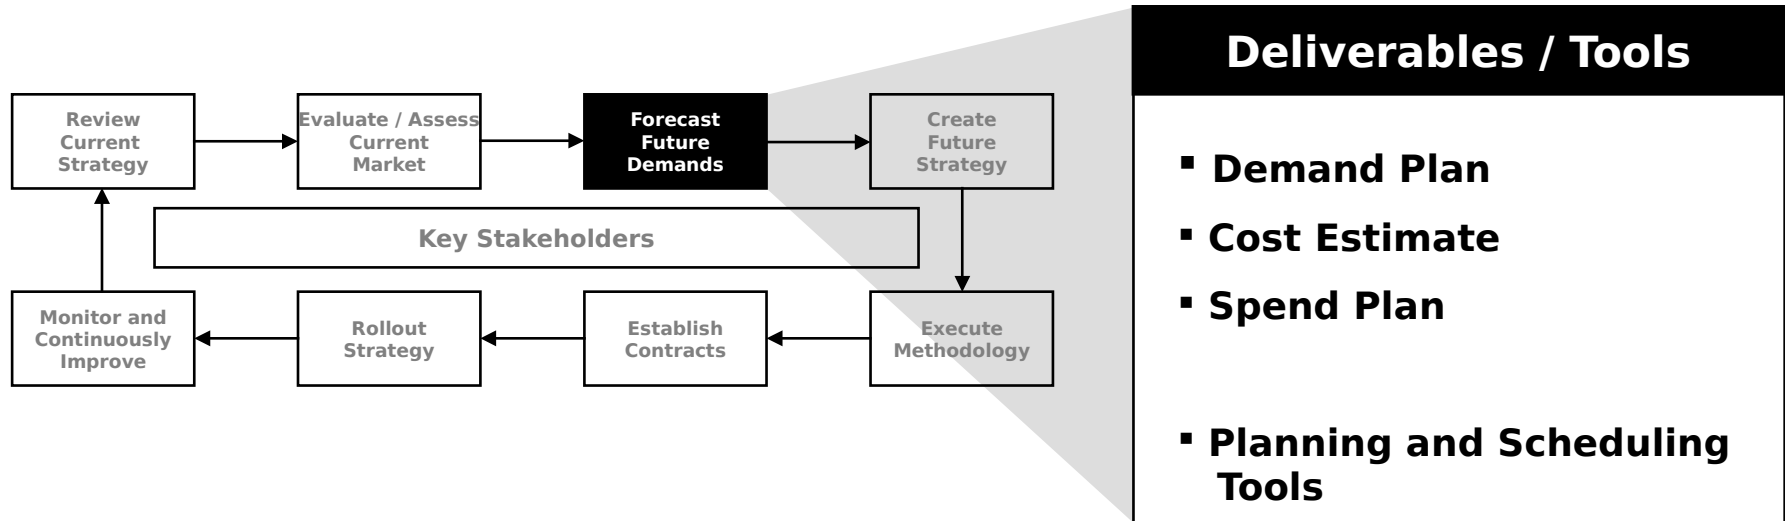 Deliverables / Tools
Review
Current
Strategy
Evaluate / Assess
Current
Market
Forecast
Future
Demands
Create
Future
Strategy
Key Stakeholders
Monitor and
Continuously
Improve
Rollout
Strategy
Establish
Contracts
Execute
Methodology
▪ Demand Plan
▪ Cost Estimate
▪ Spend Plan
▪ Planning and Scheduling
Tools